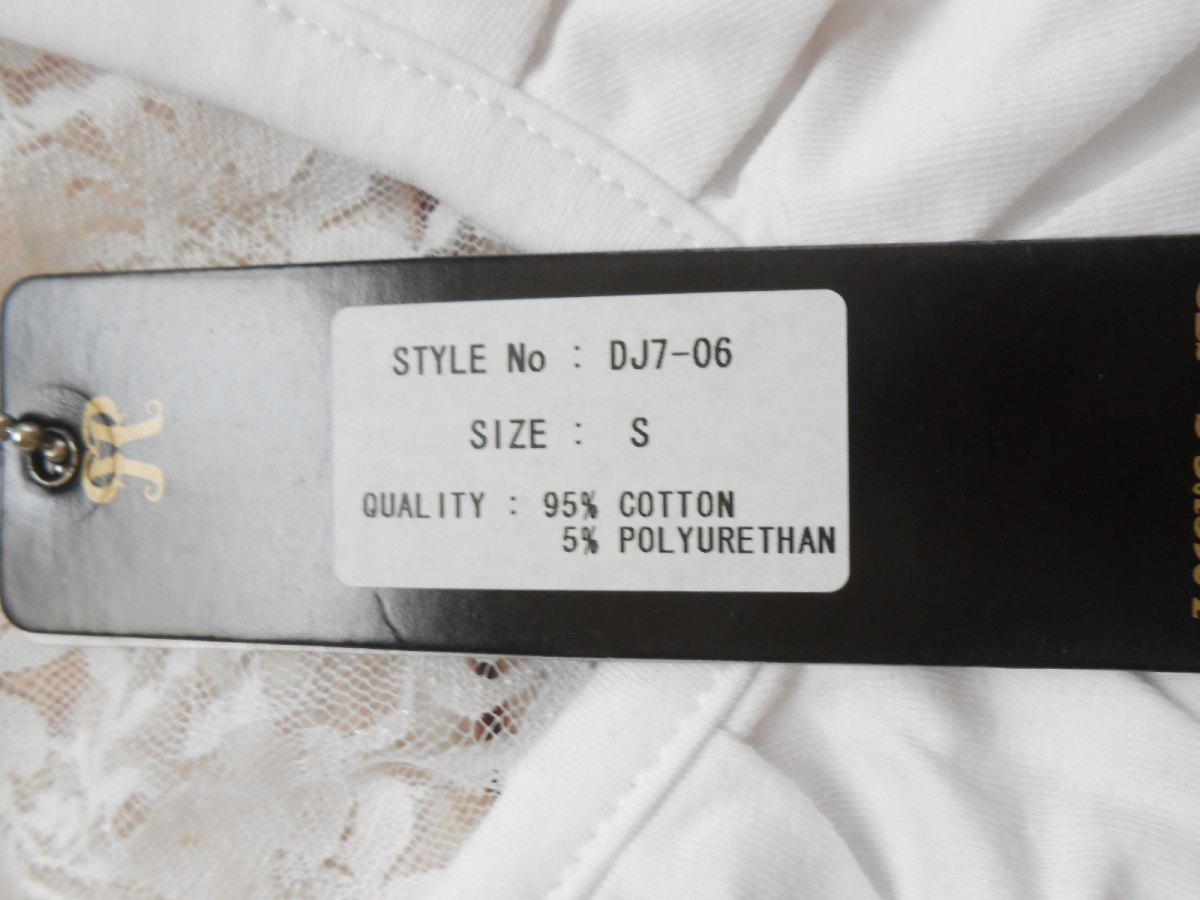 STYLE No : DJ7-06
SIZE : S
QUALITY : 95% COTTON
5% POLYURETHAN